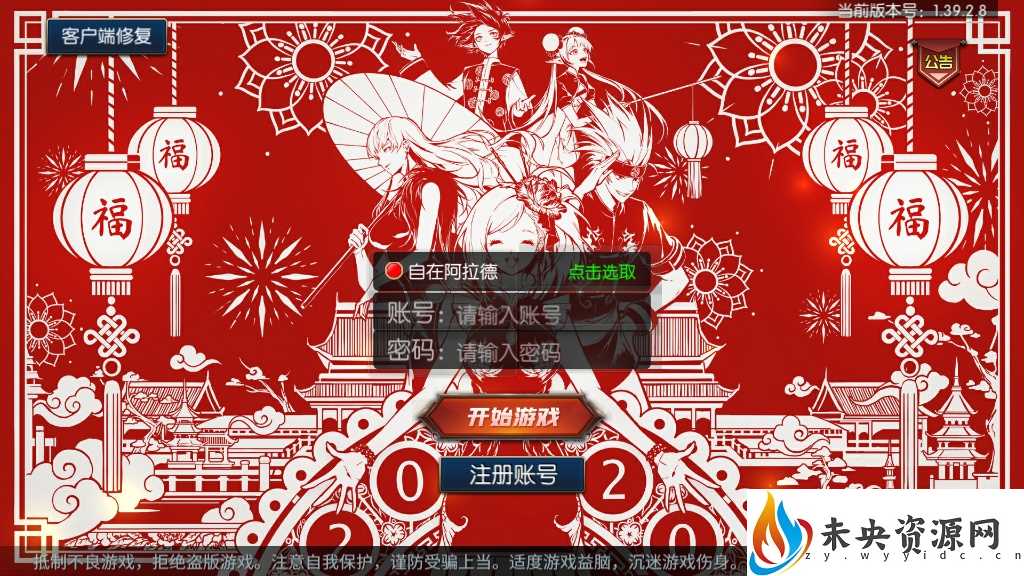 当前版本号：1.39.2.8
客户端修复
公告
福
福
福
福
自在阿拉德 点击选取
账号：请输入账号
密码：请输入密码
开始游戏
注册账号
0 2
2 0
抵制不良游戏，拒绝盗版游戏。注意自我保护，谨防受骗上当。适度游戏益脑，沉迷游戏伤身。
未央资源网
zy.wyyidc.cn